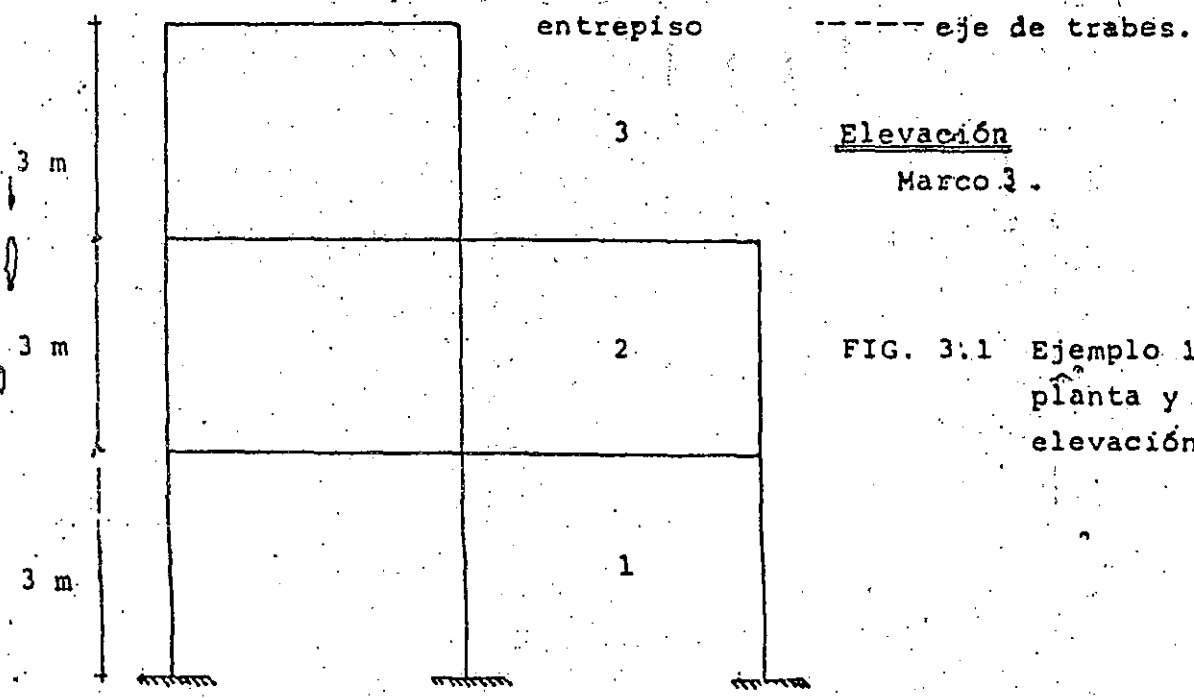 entrepiso ----- eje de trabes.
3
Elevación
Marco 3.
3 m
3 m
2
FIG. 3.1 Ejemplo 1
planta y
elevación
3 m
1